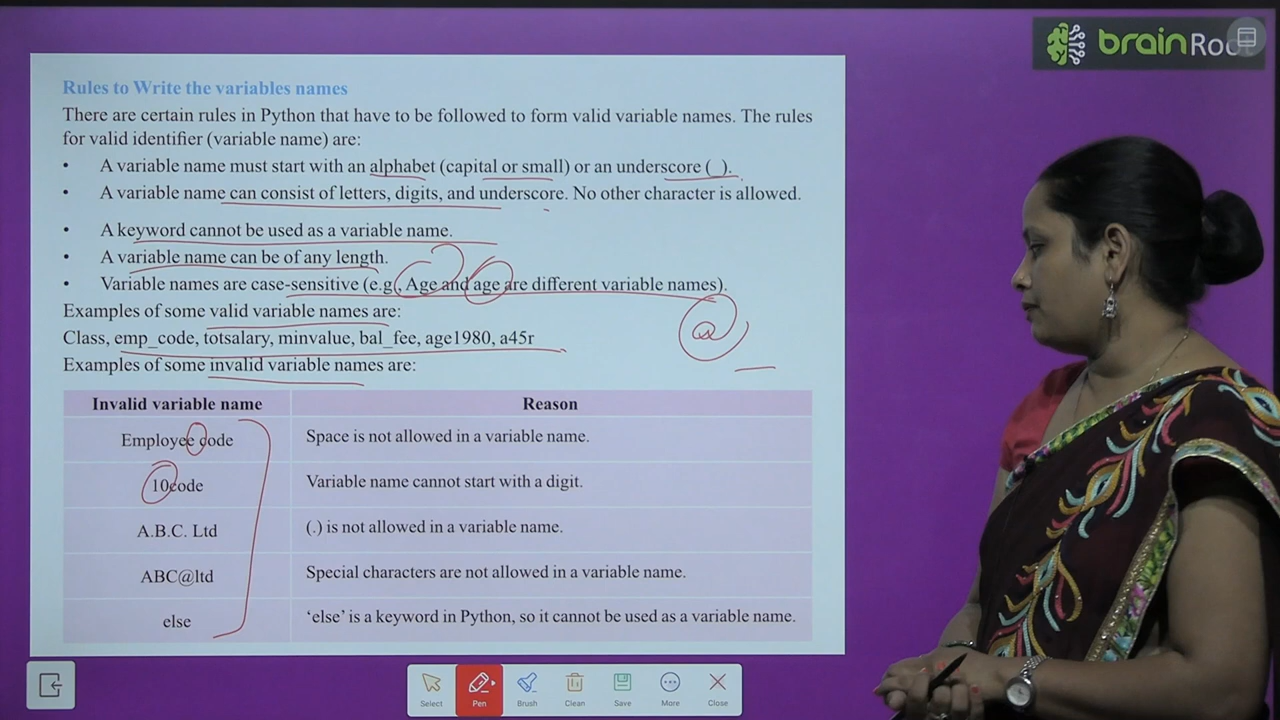 brainRoo
Rules to Write the variables names
There are certain rules in Python that have to be followed to form valid variable names. The rules
for valid identifier (variable name) are:
• A variable name must start with an alphabet (capital or small) or an underscore (_).
• A variable name can consist of letters, digits, and underscore. No other character is allowed.
• A keyword cannot be used as a variable name.
• A variable name can be of any length.
• Variable names are case-sensitive (e.g., Age and age are different variable names).
Examples of some valid variable names are:
Class, emp_code, totsalary, minvalue, bal_fee, age1980, a45r
Examples of some invalid variable names are:
Invalid variable name Reason
Employee code Space is not allowed in a variable name.
10code Variable name cannot start with a digit.
A.B.C. Ltd (.) is not allowed in a variable name.
ABC@ltd Special characters are not allowed in a variable name.
else ‘else’ is a keyword in Python, so it cannot be used as a variable name.
Select Pen Brush Clean Save More Close